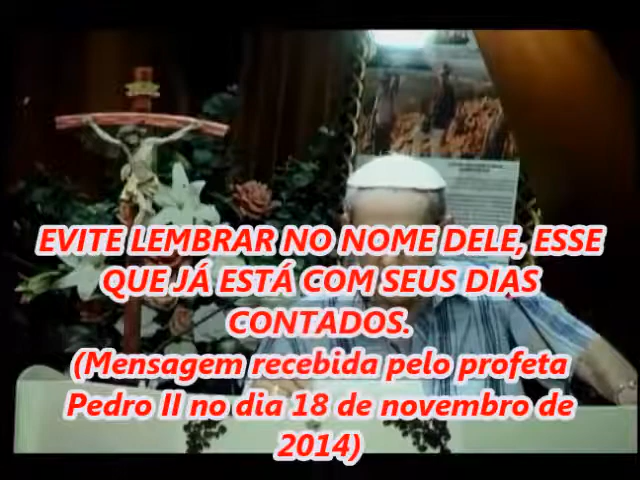 EVITE LEMBRAR NO NOME DELE, ESSE
QUE JÁ ESTÁ COM SEUS DIAS
CONTADOS.
(Mensagem recebida pelo profeta
Pedro II no dia 18 de novembro de
2014)